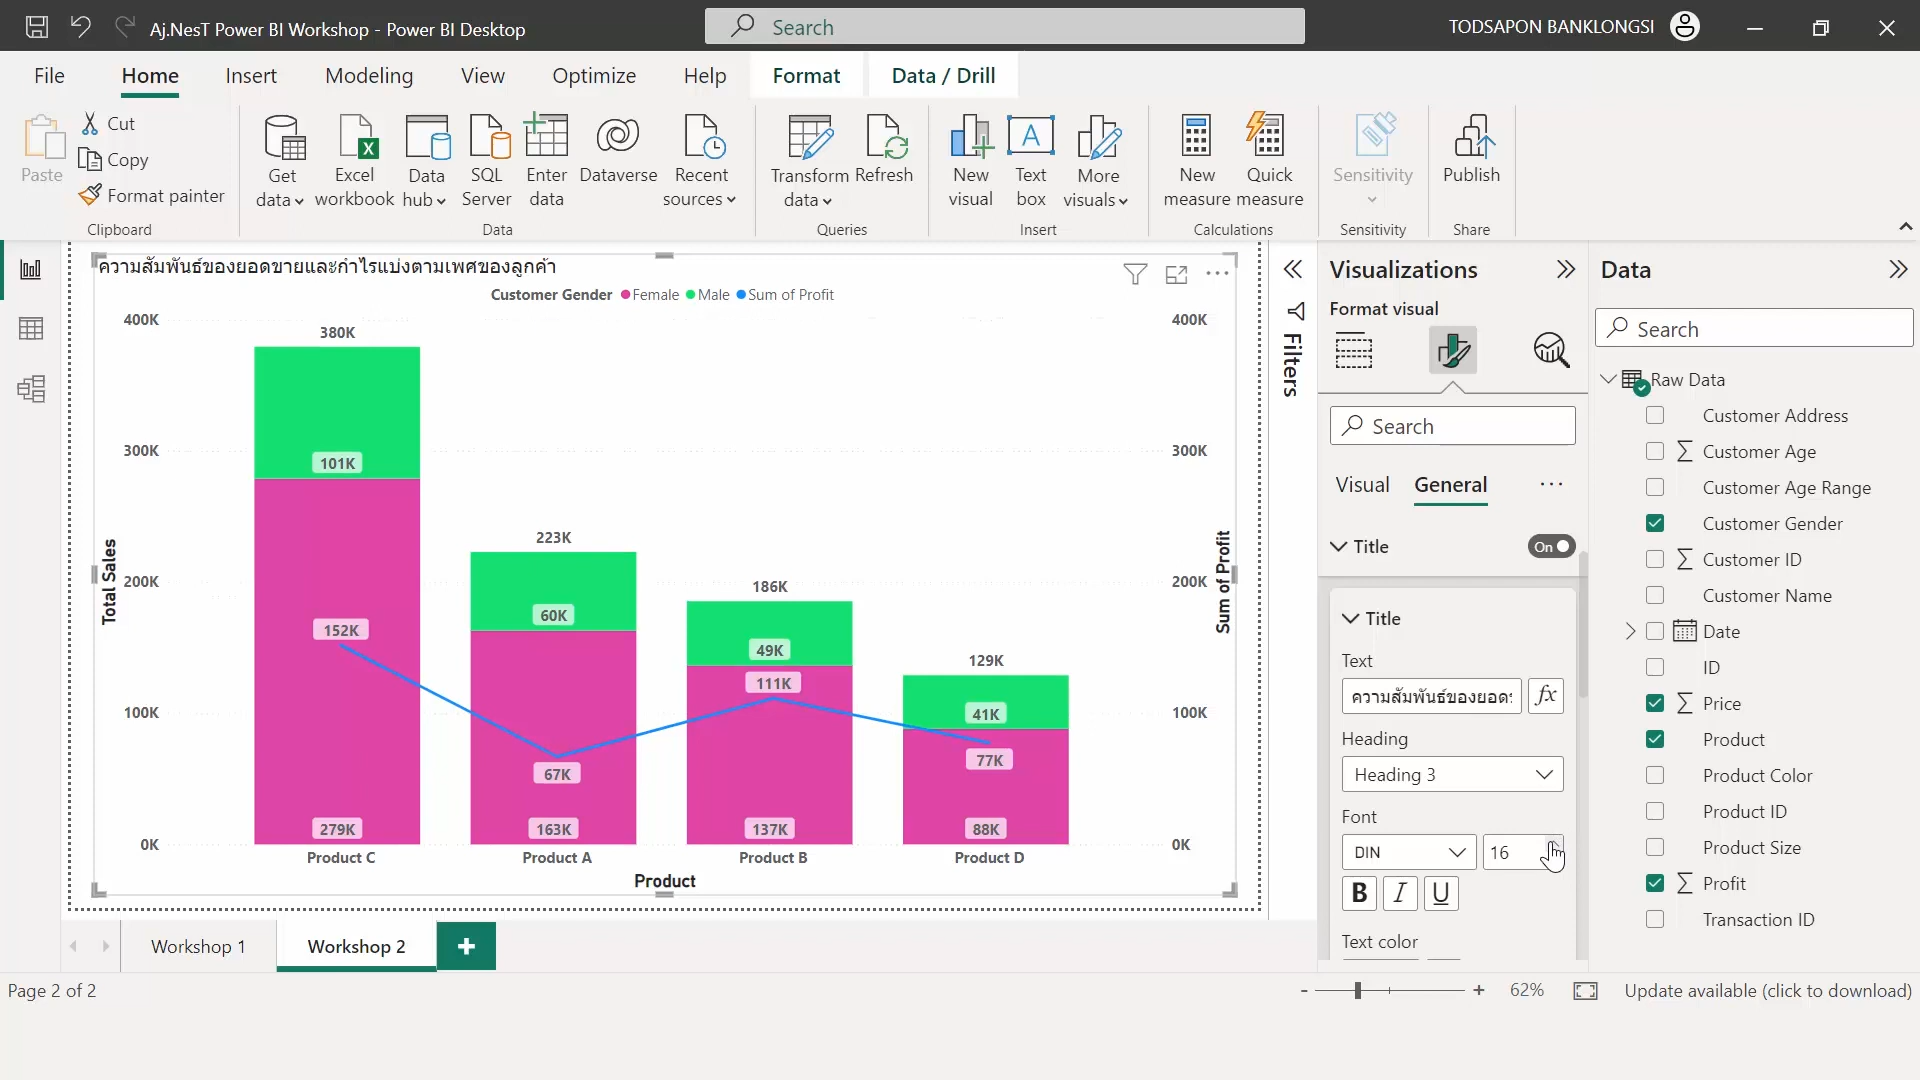 Aj.NesT Power BI Workshop - Power BI Desktop
Search
TODSAPON BANKLONGSI
File
Home
Insert
Modeling
View
Optimize
Help
Format
Data / Drill
Paste
Cut
Copy
Format painter
Clipboard
Get data
Excel workbook
Data hub
SQL Server
Enter data
Dataverse
Recent sources
Data
Transform data
Refresh
Queries
New visual
Text box
More visuals
Insert
New measure
Quick measure
Calculations
Sensitivity
Sensitivity
Publish
Share
ความสัมพันธ์ของยอดขายและกำไรแบ่งตามเพศของลูกค้า
Customer Gender Female Male Sum of Profit
400K
300K
200K
100K
0K
Total Sales
380K
101K
152K
279K
223K
60K
67K
163K
186K
49K
111K
137K
129K
41K
77K
88K
Product C
Product A
Product B
Product D
Product
400K
300K
200K
100K
0K
Sum of Profit
Filters
Visualizations
Format visual
Search
Visual
General
Title
On
Title
Text
ความสัมพันธ์ของยอด
fx
Heading
Heading 3
Font
DIN
16
B I U
Text color
Data
Search
Raw Data
Customer Address
Customer Age
Customer Age Range
Customer Gender
Customer ID
Customer Name
Date
ID
Price
Product
Product Color
Product ID
Product Size
Profit
Transaction ID
Workshop 1
Workshop 2
Page 2 of 2
62%
Update available (click to download)